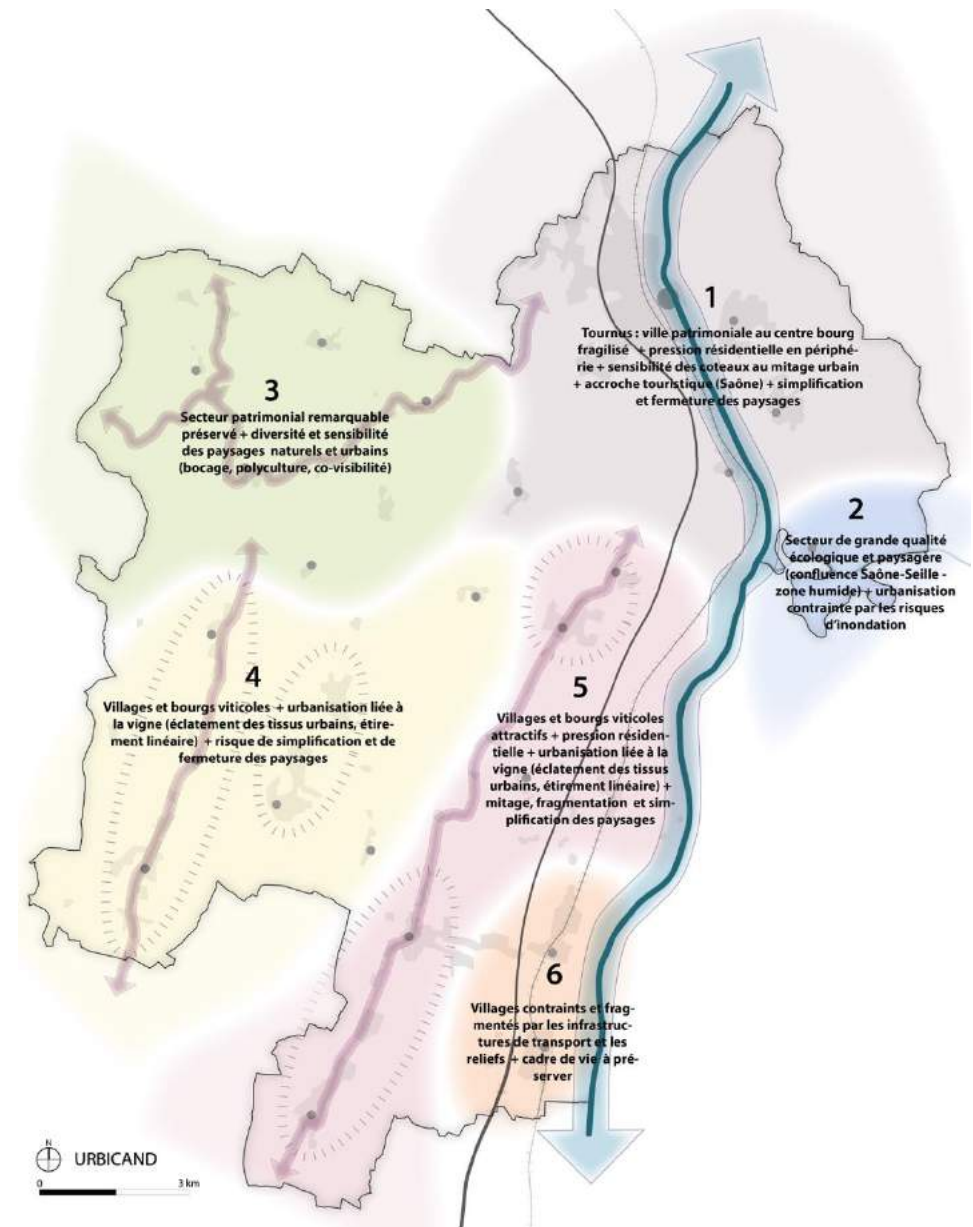 1
Tournus : ville patrimoniale au centre bourg
fragilisé + pression résidentielle en périphé-
rie + sensibilité des coteaux au mitage urbain
+ accroche touristique (Saône) + simplification
et fermeture des paysages
2
Secteur de grande qualité
écologique et paysagère
(confluence Saône-Seille -
zone humide) + urbanisation
contrainte par les risques
d'inondation
3
Secteur patrimonial remarquable
préservé + diversité et sensibilité
des paysages naturels et urbains
(bocage, polyculture, co-visibilité)
4
Villages et bourgs viticoles + urbanisation liée à
la vigne (éclatement des tissus urbains, étire-
ment linéaire) + risque de simplification et de
fermeture des paysages
5
Villages et bourgs viticoles
attractifs + pression résiden-
tielle + urbanisation liée à la
vigne (éclatement des tissus
urbains, étirement linéaire) +
mitage, fragmentation et sim-
plification des paysages
6
Villages contraints et frag-
mentés par les infrastruc-
tures de transport et les
reliefs + cadre de vie à pré-
server
N
URBICAND
0 3 km